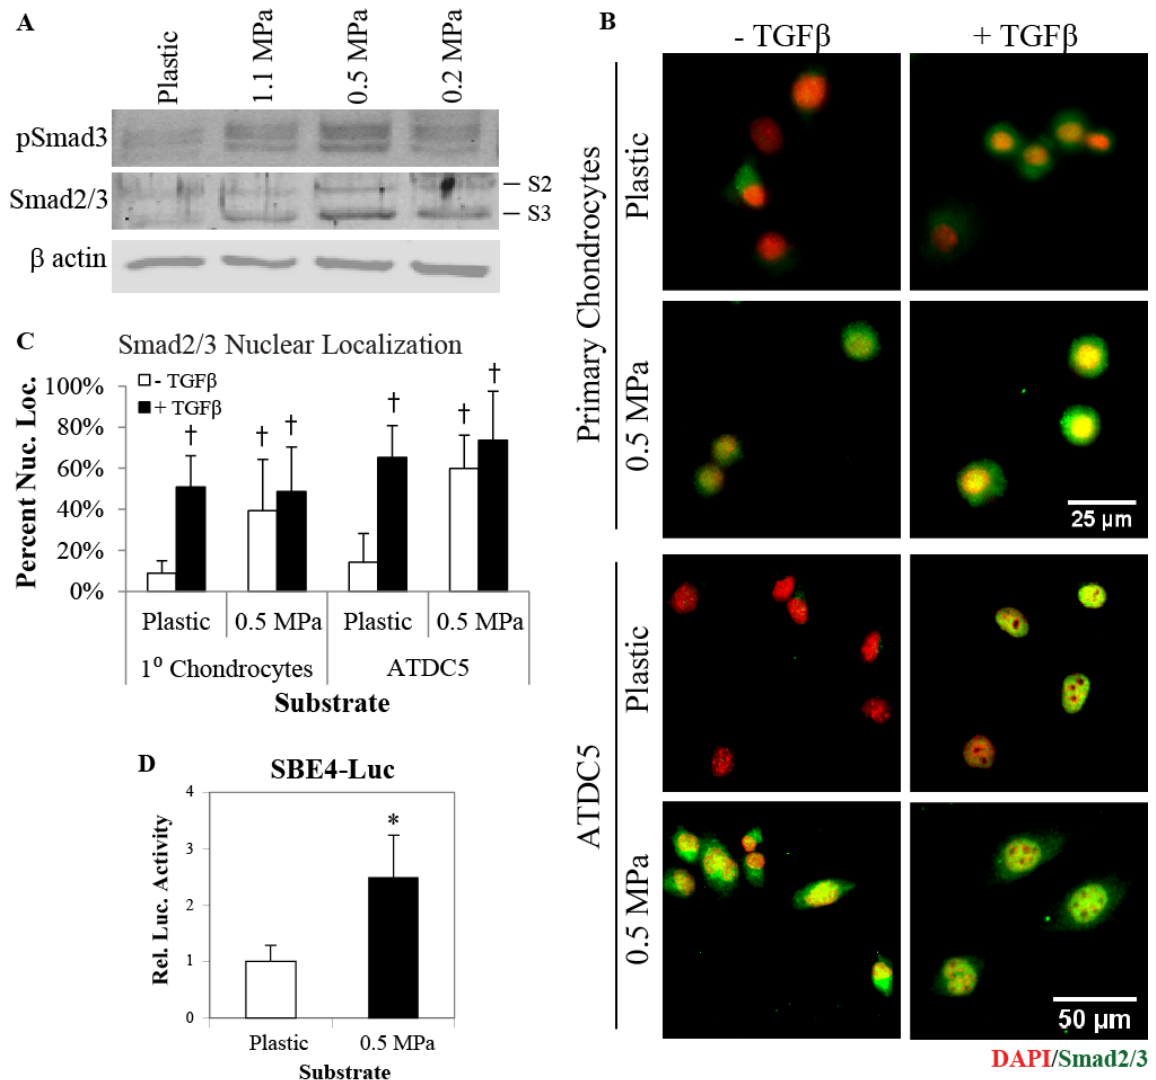 A
Plastic
1.1 MPa
0.5 MPa
0.2 MPa
pSmad3
Smad2/3
S2
S3
β actin
B
- TGFβ
+ TGFβ
Primary Chondrocytes
Plastic
0.5 MPa
25 µm
ATDC5
Plastic
0.5 MPa
50 µm
DAPI/Smad2/3
C
Smad2/3 Nuclear Localization
Percent Nuc. Loc.
100%
80%
60%
40%
20%
0%
- TGFβ
+ TGFβ
†
†
†
†
†
†
Plastic
0.5 MPa
Plastic
0.5 MPa
1⁰ Chondrocytes
ATDC5
Substrate
D
SBE4-Luc
Rel. Luc. Activity
4
3
2
1
0
*
Plastic
0.5 MPa
Substrate